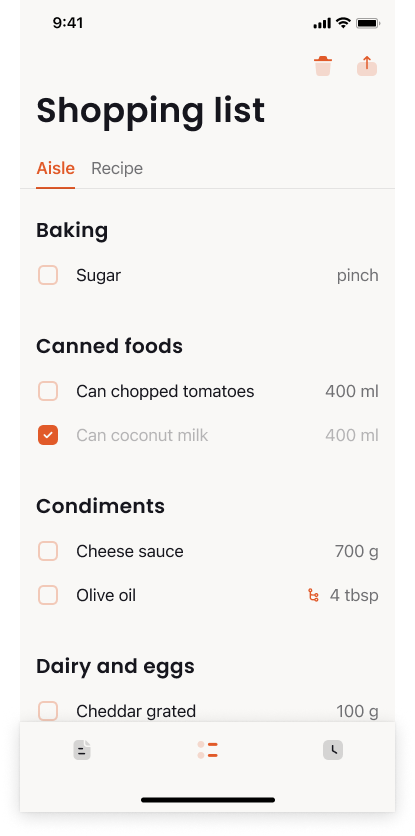 9:41
Shopping list
Aisle Recipe
Baking
Sugar pinch
Canned foods
Can chopped tomatoes 400 ml
Can coconut milk 400 ml
Condiments
Cheese sauce 700 g
Olive oil 4 tbsp
Dairy and eggs
Cheddar grated 100 g